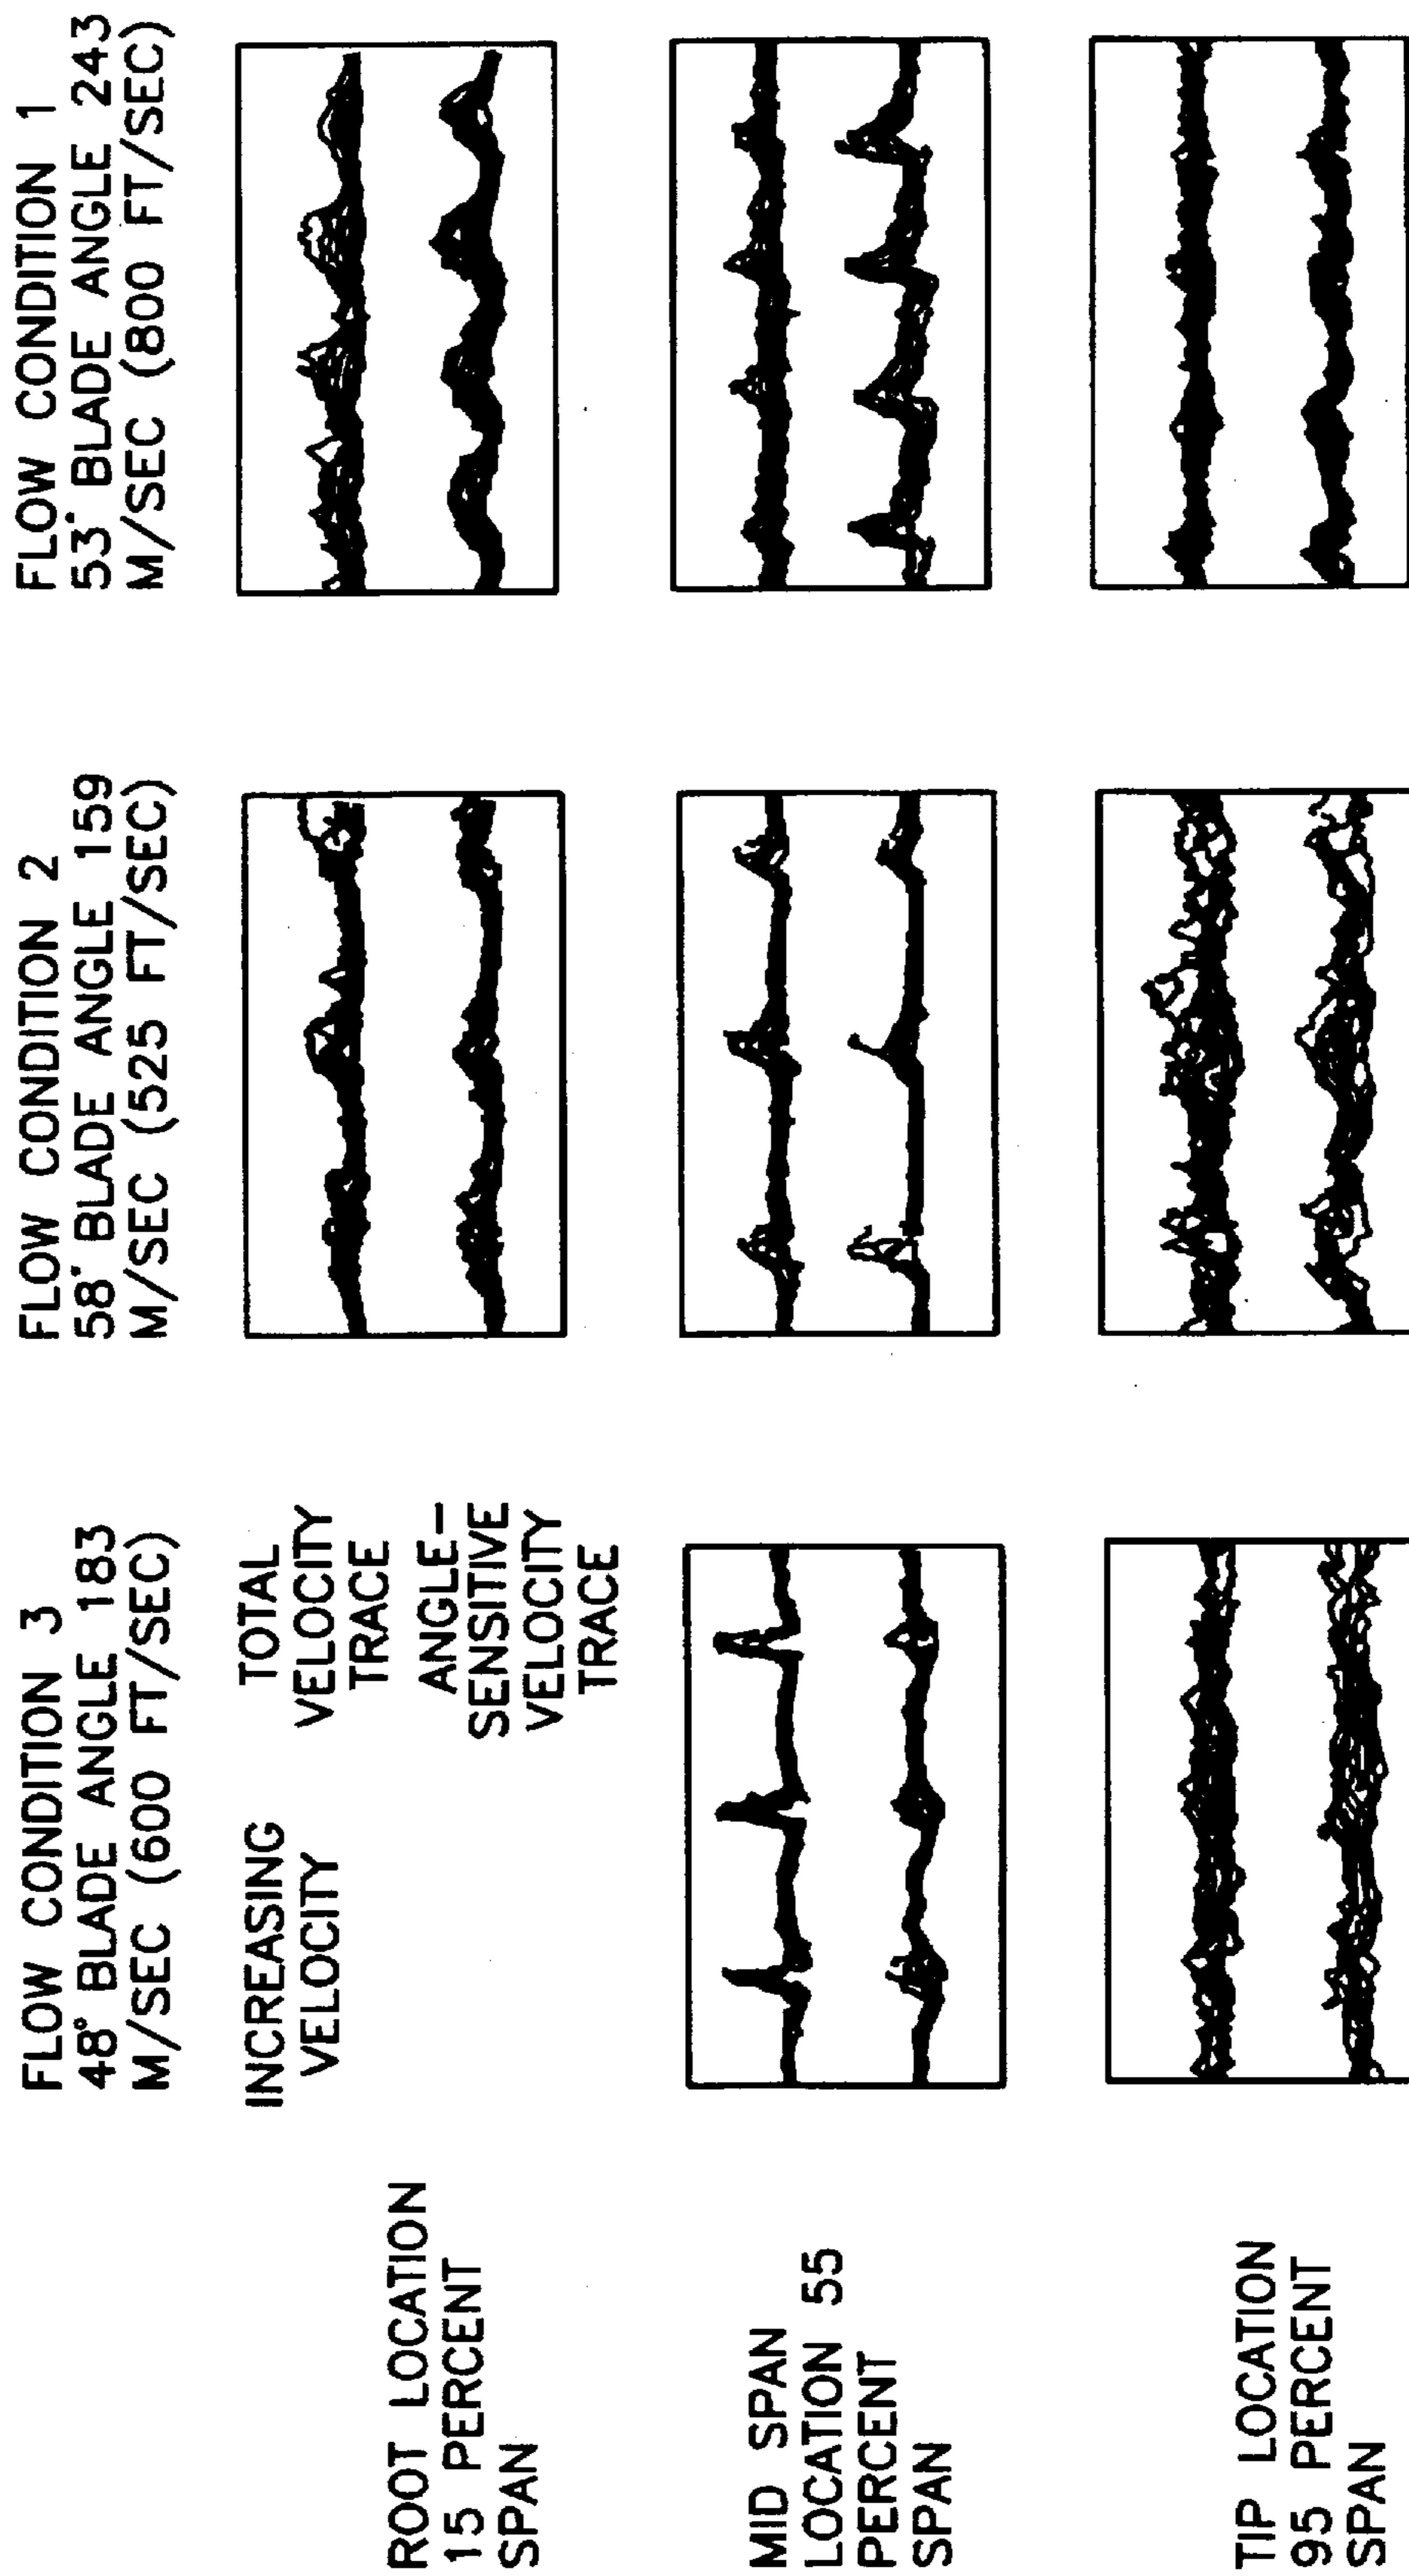 FLOW CONDITION 3
48° BLADE ANGLE 183
M/SEC (600 FT/SEC)
FLOW CONDITION 2
58° BLADE ANGLE 159
M/SEC (525 FT/SEC)
FLOW CONDITION 1
53° BLADE ANGLE 243
M/SEC (800 FT/SEC)
INCREASING
VELOCITY
TOTAL
VELOCITY
TRACE
ANGLE-
SENSITIVE
VELOCITY
TRACE
ROOT LOCATION
15 PERCENT
SPAN
MID SPAN
LOCATION 55
PERCENT
SPAN
TIP LOCATION
95 PERCENT
SPAN